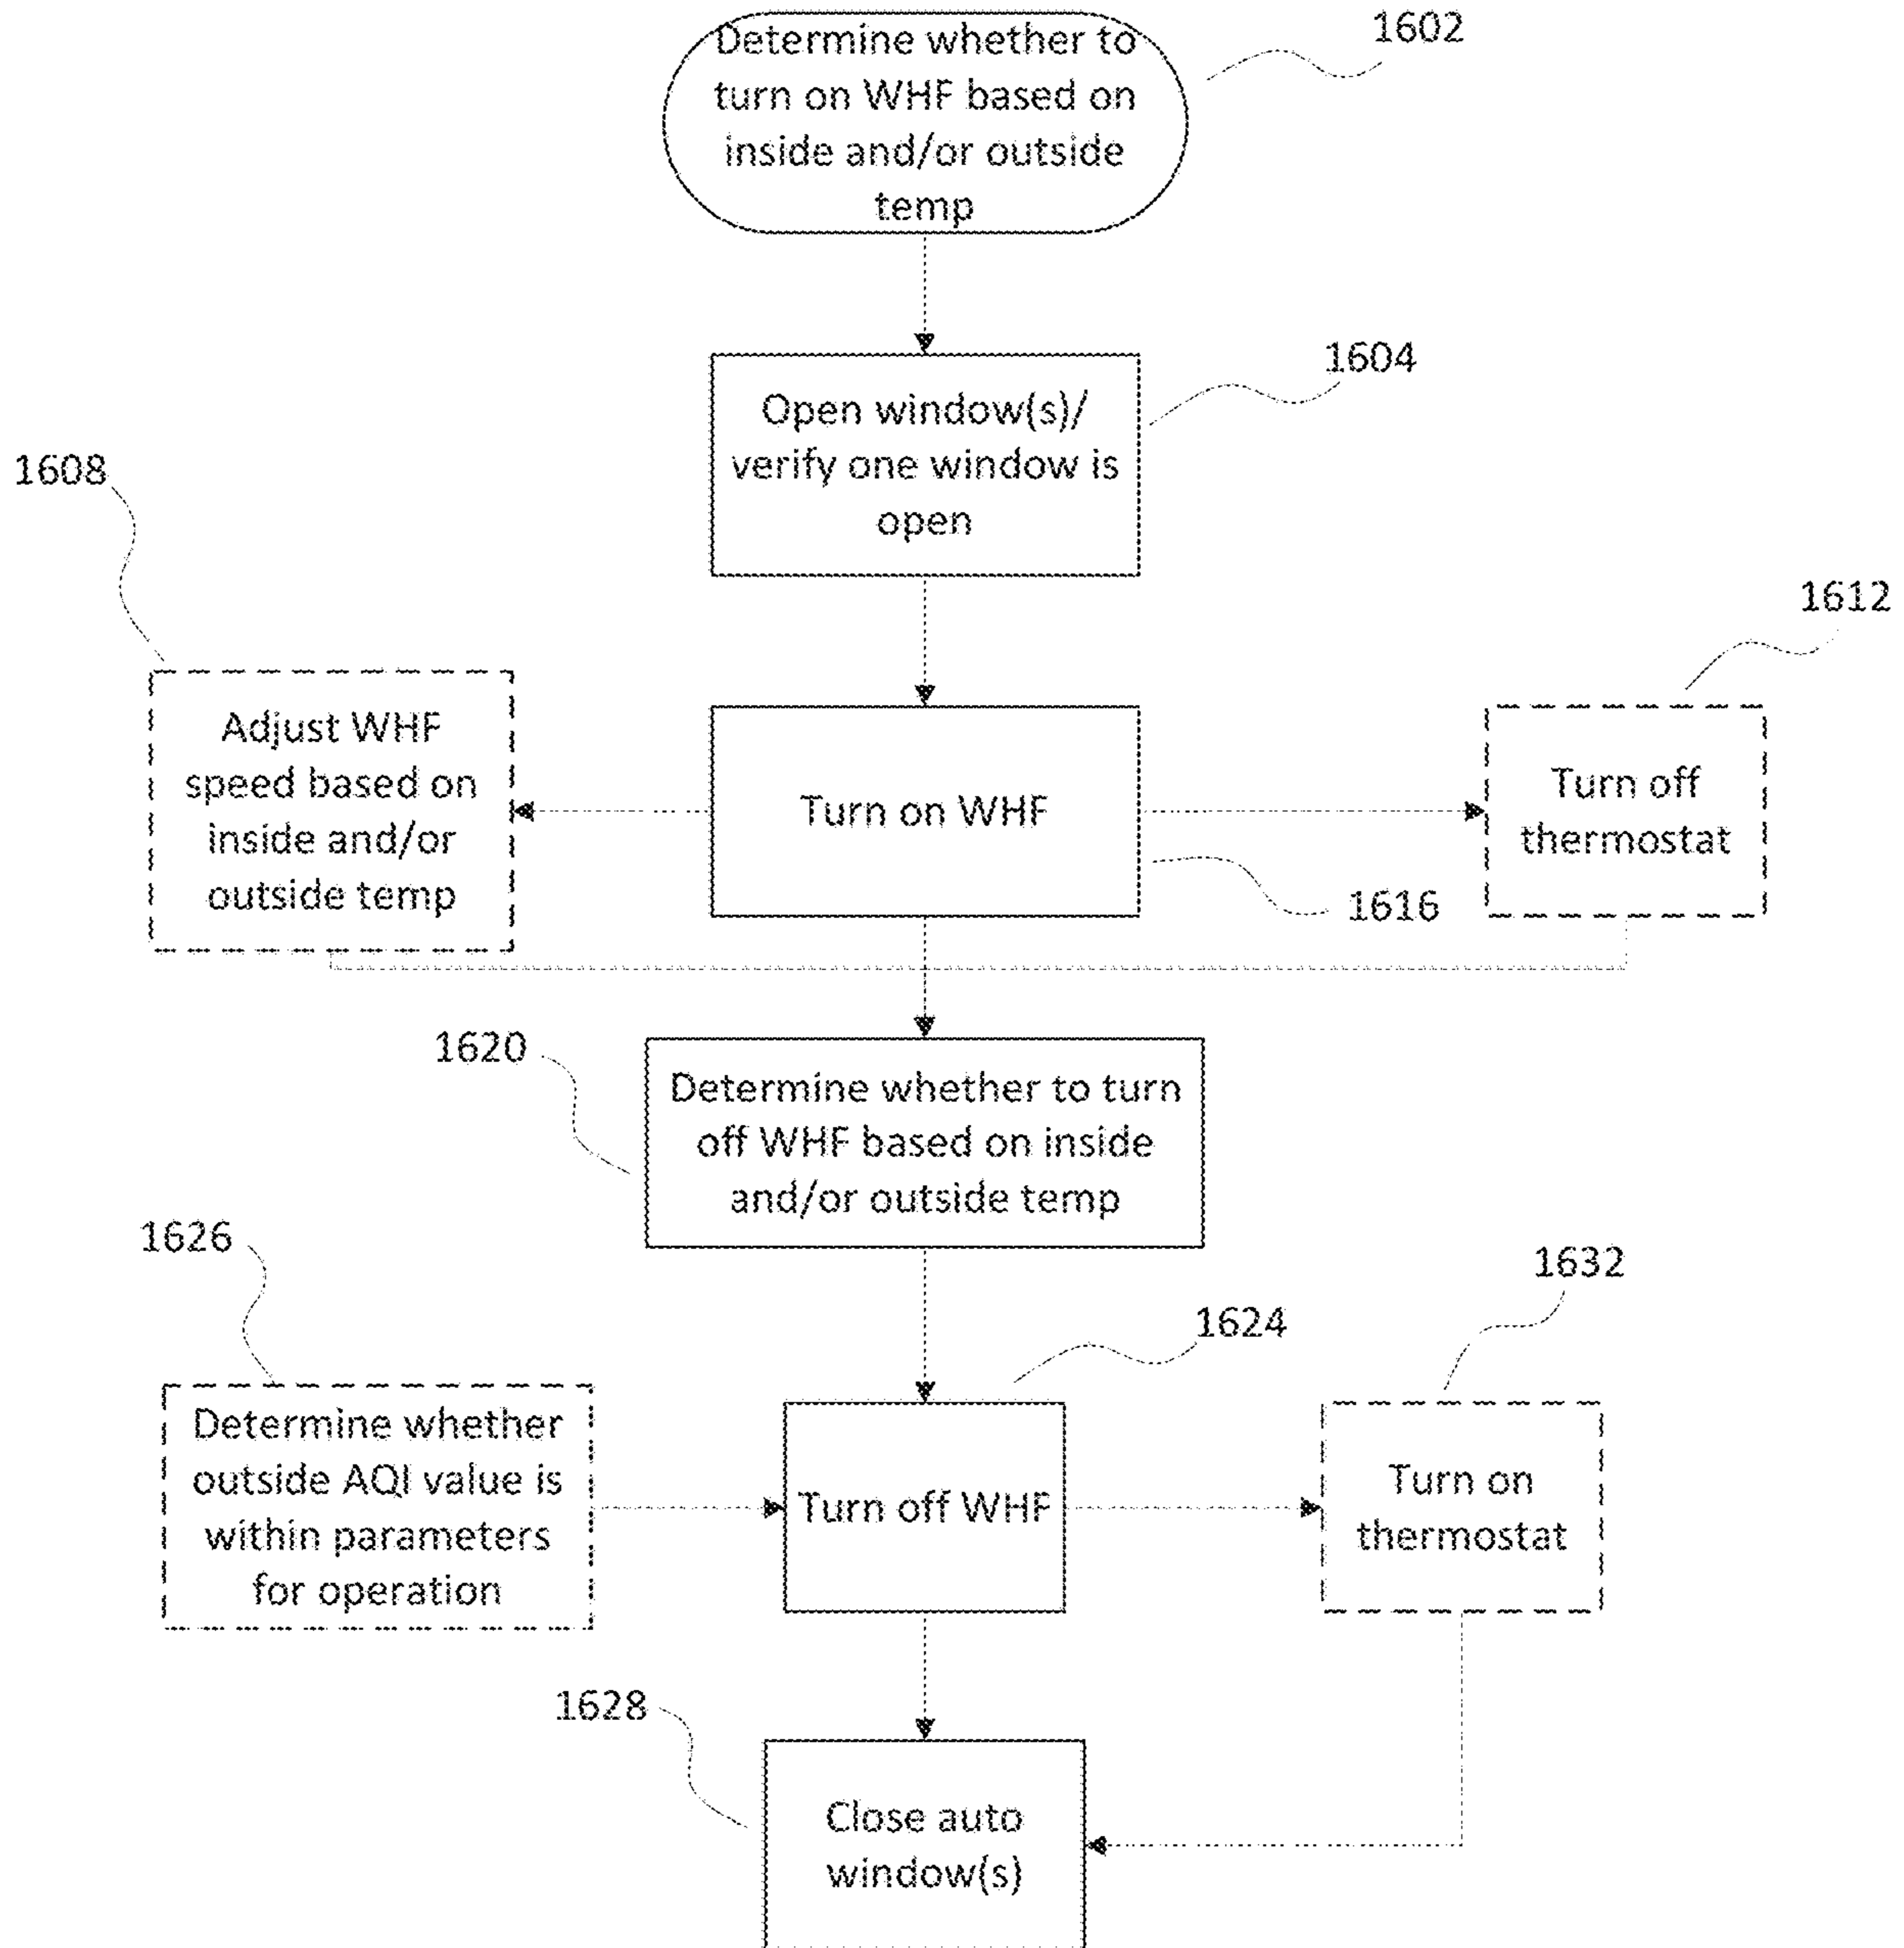 Determine whether to
turn on WHF based on
inside and/or outside
temp
1602
Open window(s)/
verify one window is
open
1604
1608
Adjust WHF
speed based on
inside and/or
outside temp
Turn on WHF
1616
1612
Turn off
thermostat
1620
Determine whether to turn
off WHF based on inside
and/or outside temp
1626
Determine whether
outside AQI value is
within parameters
for operation
1624
Turn off WHF
1632
Turn on
thermostat
1628
Close auto
window(s)